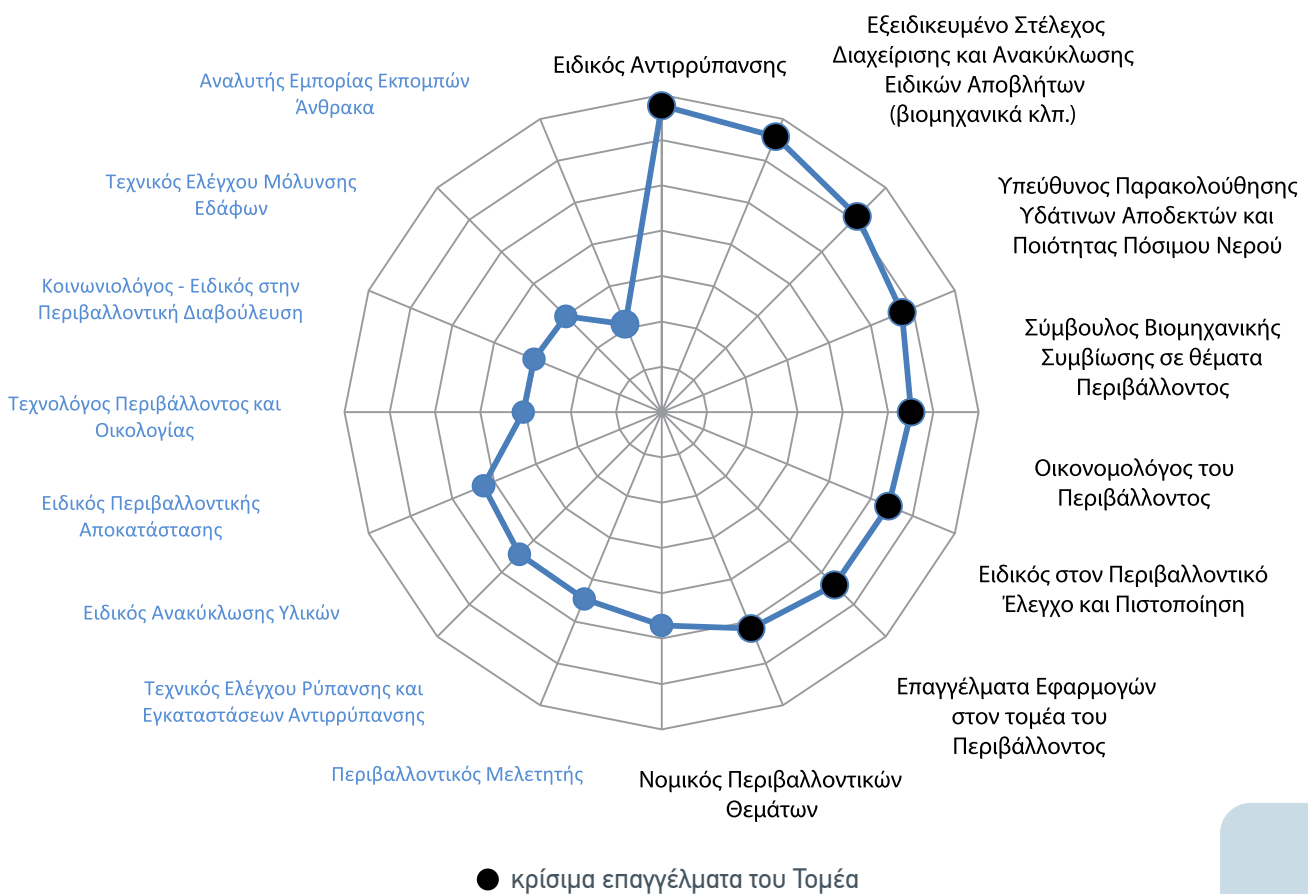 Ειδικός Αντιρρύπανσης
Εξειδικευμένο Στέλεχος
Διαχείρισης και Ανακύκλωσης
Ειδικών Αποβλήτων
(βιομηχανικά κλπ.)
Υπεύθυνος Παρακολούθησης
Υδάτινων Αποδεκτών και
Ποιότητας Πόσιμου Νερού
Σύμβουλος Βιομηχανικής
Συμβίωσης σε θέματα
Περιβάλλοντος
Οικονομολόγος του
Περιβάλλοντος
Ειδικός στον Περιβαλλοντικό
Έλεγχο και Πιστοποίηση
Επαγγέλματα Εφαρμογών
στον τομέα του
Περιβάλλοντος
Νομικός Περιβαλλοντικών
Θεμάτων
Περιβαλλοντικός Μελετητής
Τεχνικός Ελέγχου Ρύπανσης και
Εγκαταστάσεων Αντιρρύπανσης
Ειδικός Ανακύκλωσης Υλικών
Ειδικός Περιβαλλοντικής
Αποκατάστασης
Τεχνολόγος Περιβάλλοντος και
Οικολογίας
Κοινωνιολόγος - Ειδικός στην
Περιβαλλοντική Διαβούλευση
Τεχνικός Ελέγχου Μόλυνσης
Εδάφων
Αναλυτής Εμπορίας Εκπομπών
Άνθρακα
κρίσιμα επαγγέλματα του Τομέα